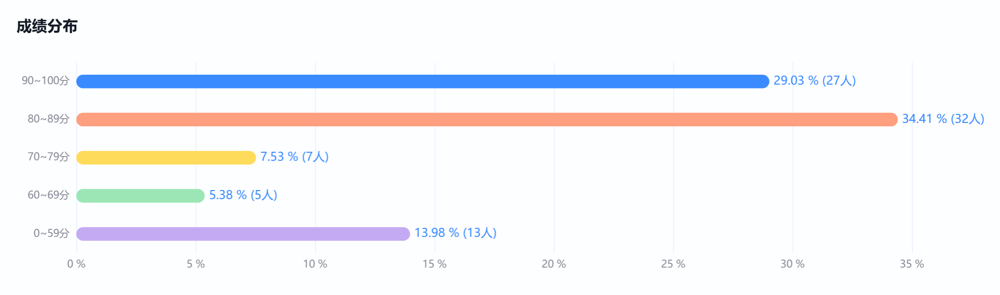 成绩分布
90~100分 29.03 % (27人)
80~89分 34.41 % (32人)
70~79分 7.53 % (7人)
60~69分 5.38 % (5人)
0~59分 13.98 % (13人)
0 % 5 % 10 % 15 % 20 % 25 % 30 % 35 %